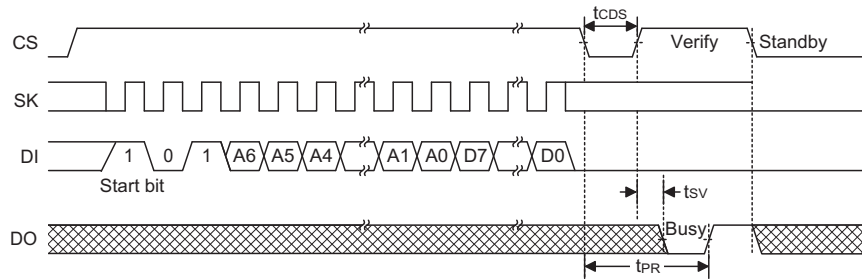 tCDS
CS Verify Standby
SK
DI 1 0 1 A6 A5 A4 A1 A0 D7 D0
Start bit
tSV
DO Busy
tPR